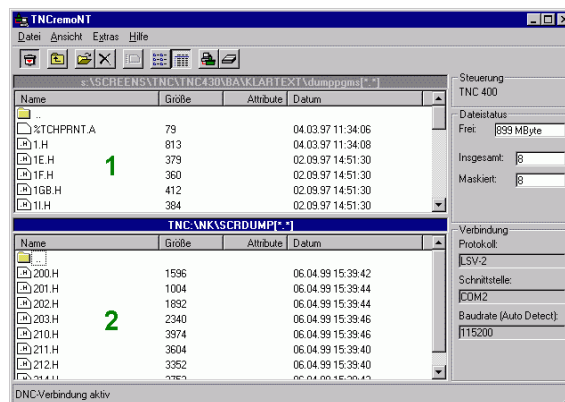 TNCremoNT
Datei Ansicht Extras Hilfe
s:\SCREENS\TNC\TNC430\BA\KLARTEXT\dumppgms[*.*]
Name Größe Attribute Datum
..
%TCHPRNT.A 79 04.03.97 11:34:06
1.H 813 04.03.97 11:34:08
1E.H 379 02.09.97 14:51:30
1F.H 360 02.09.97 14:51:30
1GB.H 412 02.09.97 14:51:30
1I.H 384 02.09.97 14:51:30
1
TNC:\NK\SCRDUMP[*.*]
Name Größe Attribute Datum
..
200.H 1596 06.04.99 15:39:42
201.H 1004 06.04.99 15:39:44
202.H 1892 06.04.99 15:39:44
203.H 2340 06.04.99 15:39:46
210.H 3974 06.04.99 15:39:46
211.H 3604 06.04.99 15:39:40
212.H 3352 06.04.99 15:39:40
2
Steuerung
TNC 400
Dateistatus
Frei: 899 MByte
Insgesamt: 8
Maskiert: 8
Verbindung
Protokoll:
LSV-2
Schnittstelle:
COM2
Baudrate (Auto Detect):
115200
DNC-Verbindung aktiv